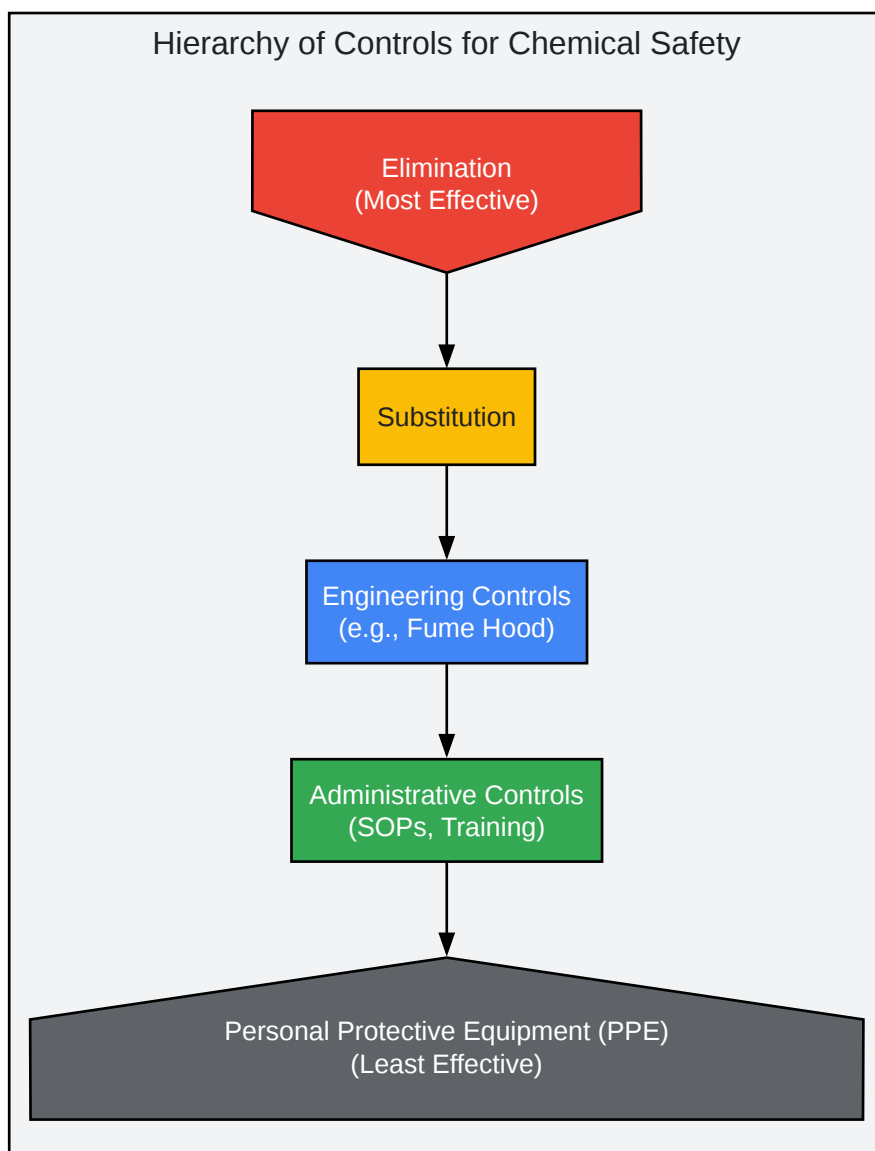 Hierarchy of Controls for Chemical Safety
Elimination
(Most Effective)
Substitution
Engineering Controls
(e.g., Fume Hood)
Administrative Controls
(SOPs, Training)
Personal Protective Equipment (PPE)
(Least Effective)